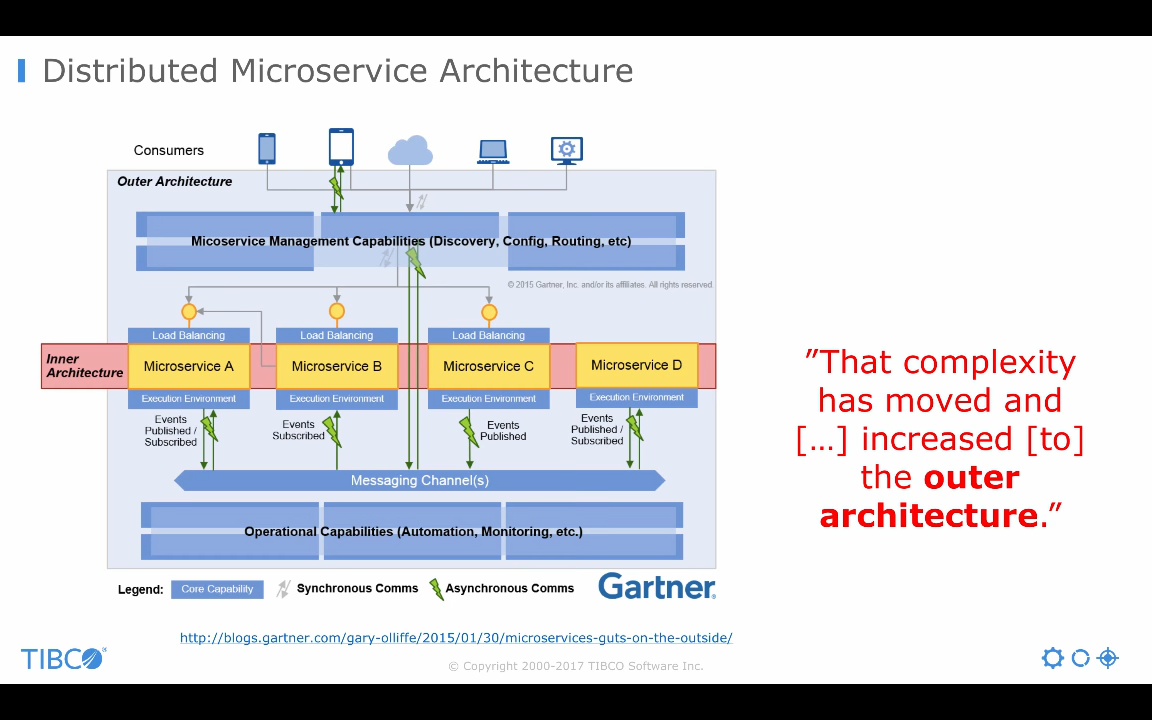 Distributed Microservice Architecture
Consumers
Outer Architecture
Micoservice Management Capabilities (Discovery, Config, Routing, etc)
© 2015 Gartner, Inc. and/or its affiliates. All rights reserved.
Load Balancing
Load Balancing
Load Balancing
Inner
Architecture
Microservice A
Microservice B
Microservice C
Microservice D
Execution Environment
Execution Environment
Execution Environment
Execution Environment
Events
Published /
Subscribed
Events
Subscribed
Events
Published
Events
Published /
Subscribed
Messaging Channel(s)
Operational Capabilities (Automation, Monitoring, etc.)
Legend:
Core Capability
Synchronous Comms
Asynchronous Comms
Gartner®
”That complexity
has moved and
[…] increased [to]
the outer
architecture.”
http://blogs.gartner.com/gary-olliffe/2015/01/30/microservices-guts-on-the-outside/
TIBCO®
© Copyright 2000-2017 TIBCO Software Inc.